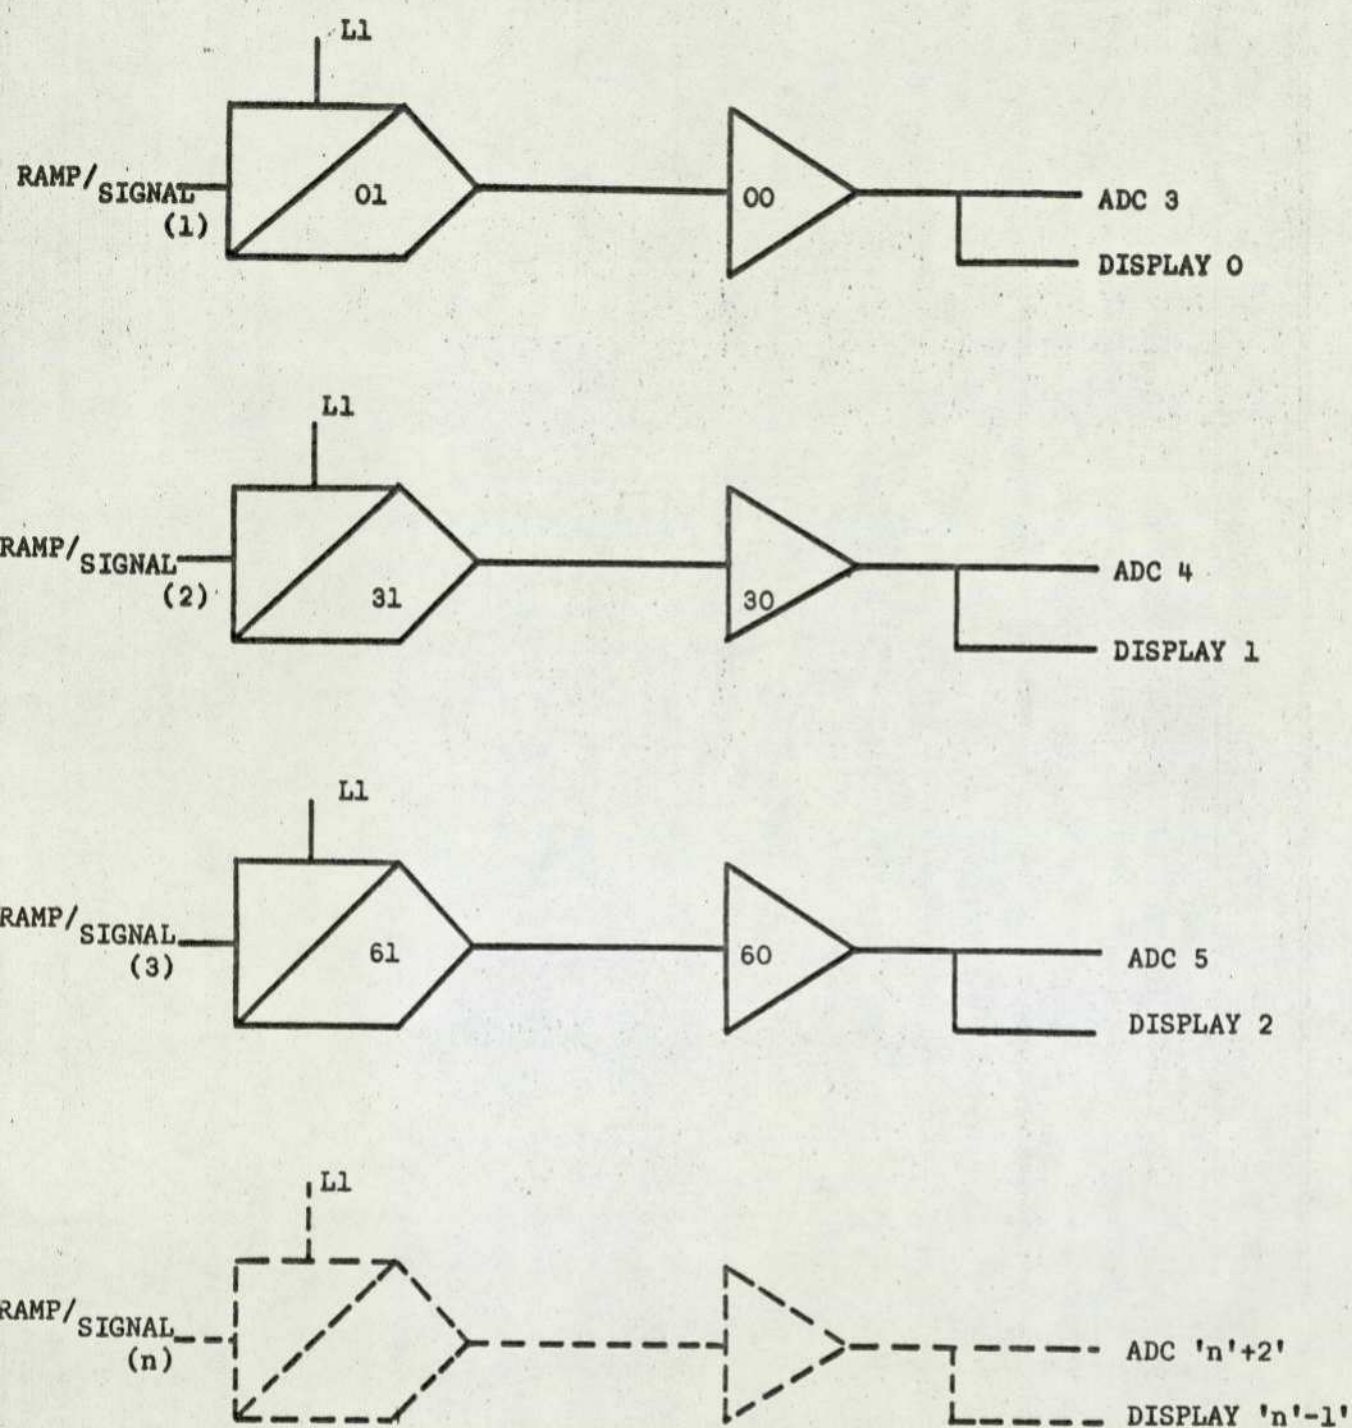 L1
RAMP/SIGNAL
(1)
01
00
ADC 3
DISPLAY 0
L1
RAMP/SIGNAL
(2)
31
30
ADC 4
DISPLAY 1
L1
RAMP/SIGNAL
(3)
61
60
ADC 5
DISPLAY 2
L1
RAMP/SIGNAL
(n)
ADC 'n'+2'
DISPLAY 'n'-1'